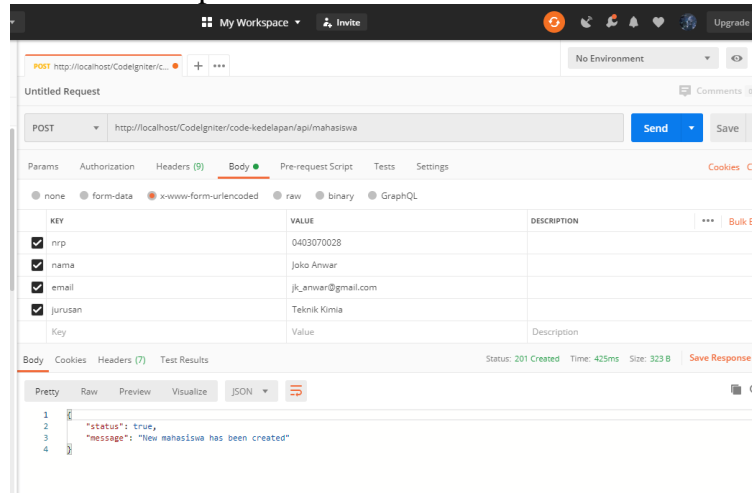 My Workspace Invite Upgrade
POST http://localhost/CodeIgniter/c... + ••• No Environment
Untitled Request Comments
POST http://localhost/CodeIgniter/code-kedelapan/api/mahasiswa Send Save
Params Authorization Headers (9) Body Pre-request Script Tests Settings Cookies
none form-data x-www-form-urlencoded raw binary GraphQL
KEY VALUE DESCRIPTION ••• Bulk
nrp 0403070028
nama Joko Anwar
email jk_anwar@gmail.com
jurusan Teknik Kimia
Key Value Description
Body Cookies Headers (7) Test Results Status: 201 Created Time: 425ms Size: 323 B Save Response
Pretty Raw Preview Visualize JSON
1 {
2 "status": true,
3 "message": "New mahasiswa has been created"
4 }